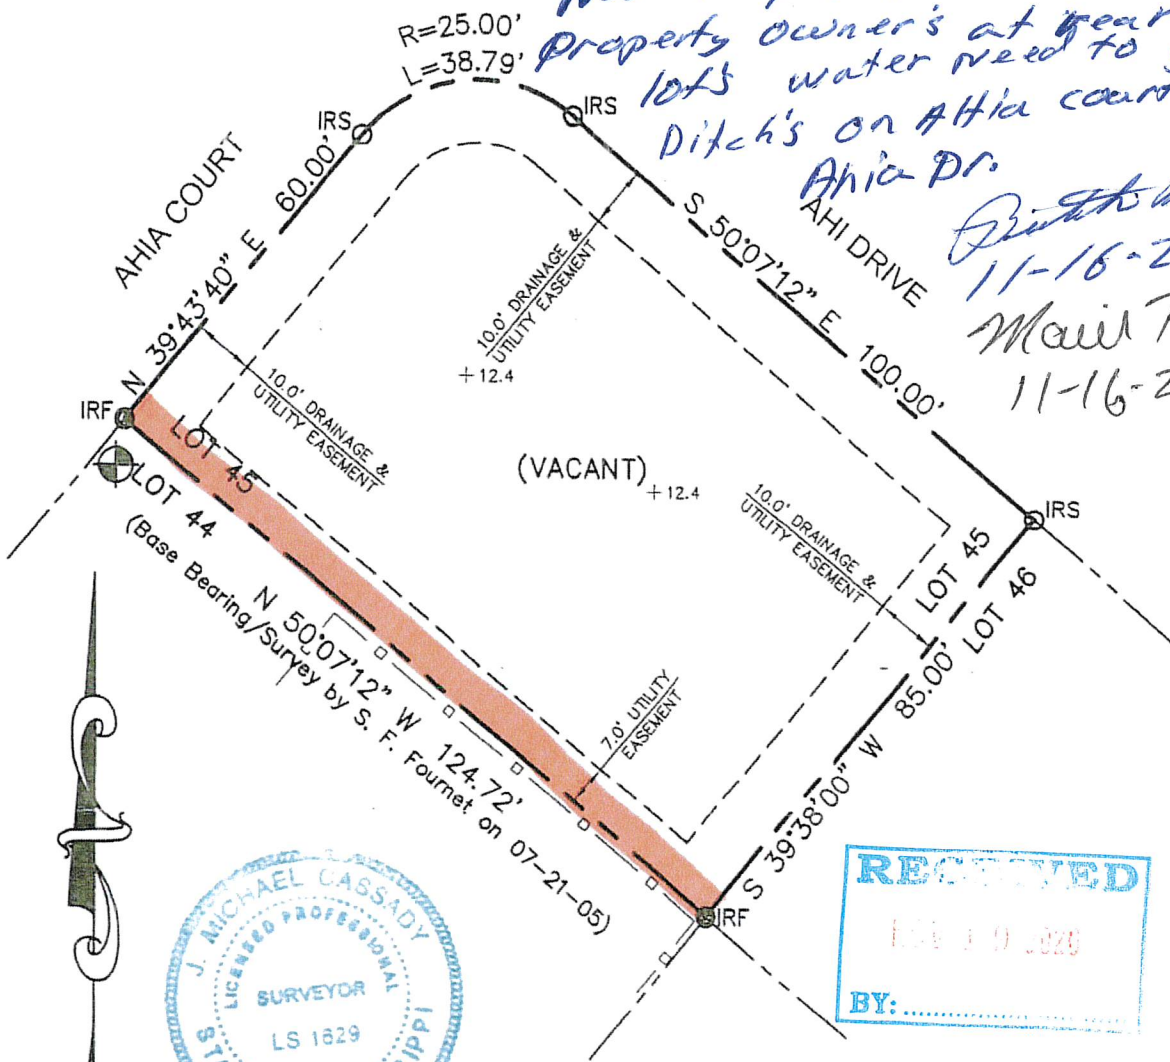 R=25.00'
L=38.79'
Property owner's at rear
lots water need to
Ditch's on Ahia court
Ahia Dr.
11-16-2
11-16-2
IRS
IRS
AHIA COURT
N 39°43'40" E 60.00'
AHI DRIVE
S 50°07'12" E 100.00'
10.0' DRAINAGE &
UTILITY EASEMENT
+12.4
10.0' DRAINAGE &
UTILITY EASEMENT
IRF
LOT 45
LOT 44
(VACANT)
+12.4
10.0' DRAINAGE &
UTILITY EASEMENT
IRS
LOT 45
LOT 46
N 50°07'12" W 124.72'
(Base Bearing/Survey by S. F. Fournet on 07-21-05)
7.0' UTILITY
EASEMENT
S 39°38'00" W 85.00'
IRF
J. MICHAEL CASSADY
LICENSED PROFESSIONAL
SURVEYOR
LS 1629
RECEIVED
BY: